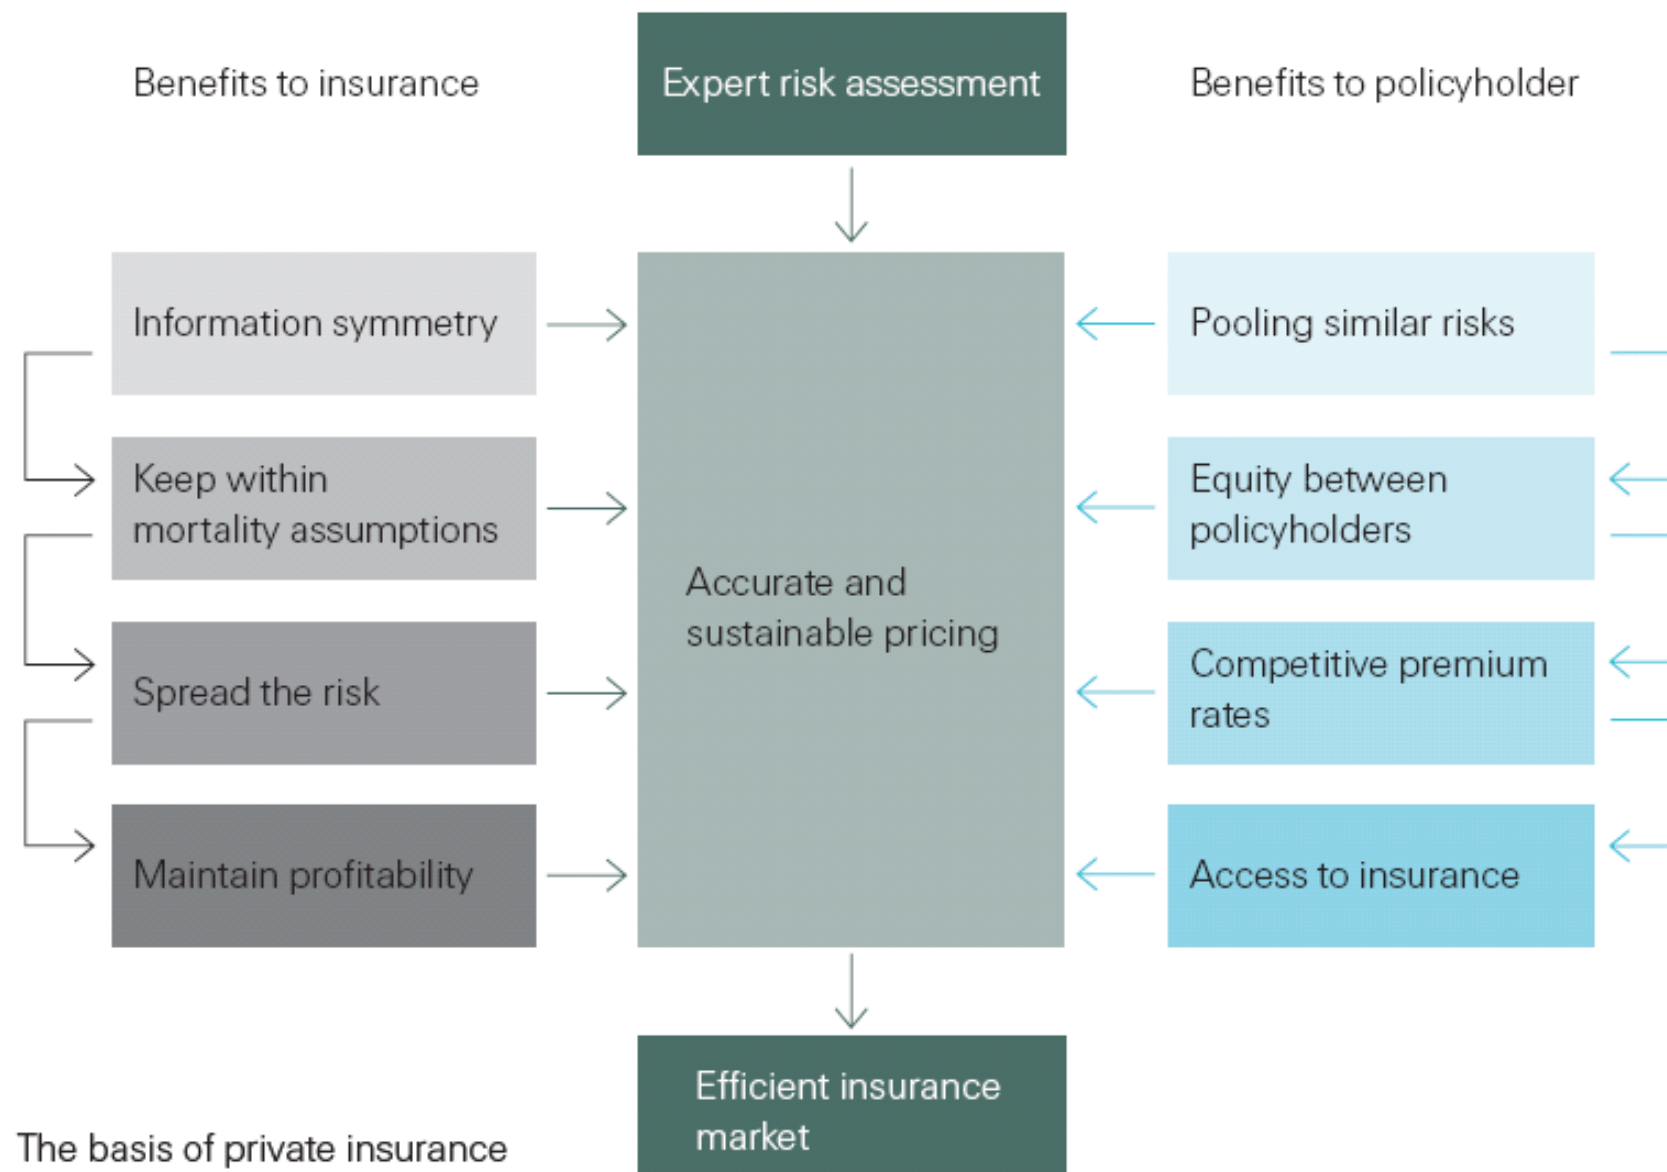 Benefits to insurance
Expert risk assessment
Benefits to policyholder
Information symmetry
Pooling similar risks
Keep within
mortality assumptions
Equity between
policyholders
Accurate and
sustainable pricing
Spread the risk
Competitive premium
rates
Maintain profitability
Access to insurance
Efficient insurance
market
The basis of private insurance